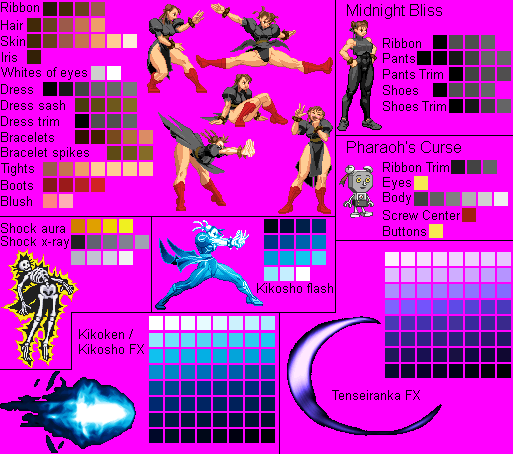 Ribbon
Hair
Skin
Iris
Whites of eyes
Dress
Dress sash
Dress trim
Bracelets
Bracelet spikes
Tights
Boots
Blush
Midnight Bliss
Ribbon
Pants
Pants Trim
Shoes
Shoes Trim
Pharaoh's Curse
Ribbon Trim
Eyes
Body
Screw Center
Buttons
Shock aura
Shock x-ray
Kikosho flash
Kikoken /
Kikosho FX
Tenseiranka FX